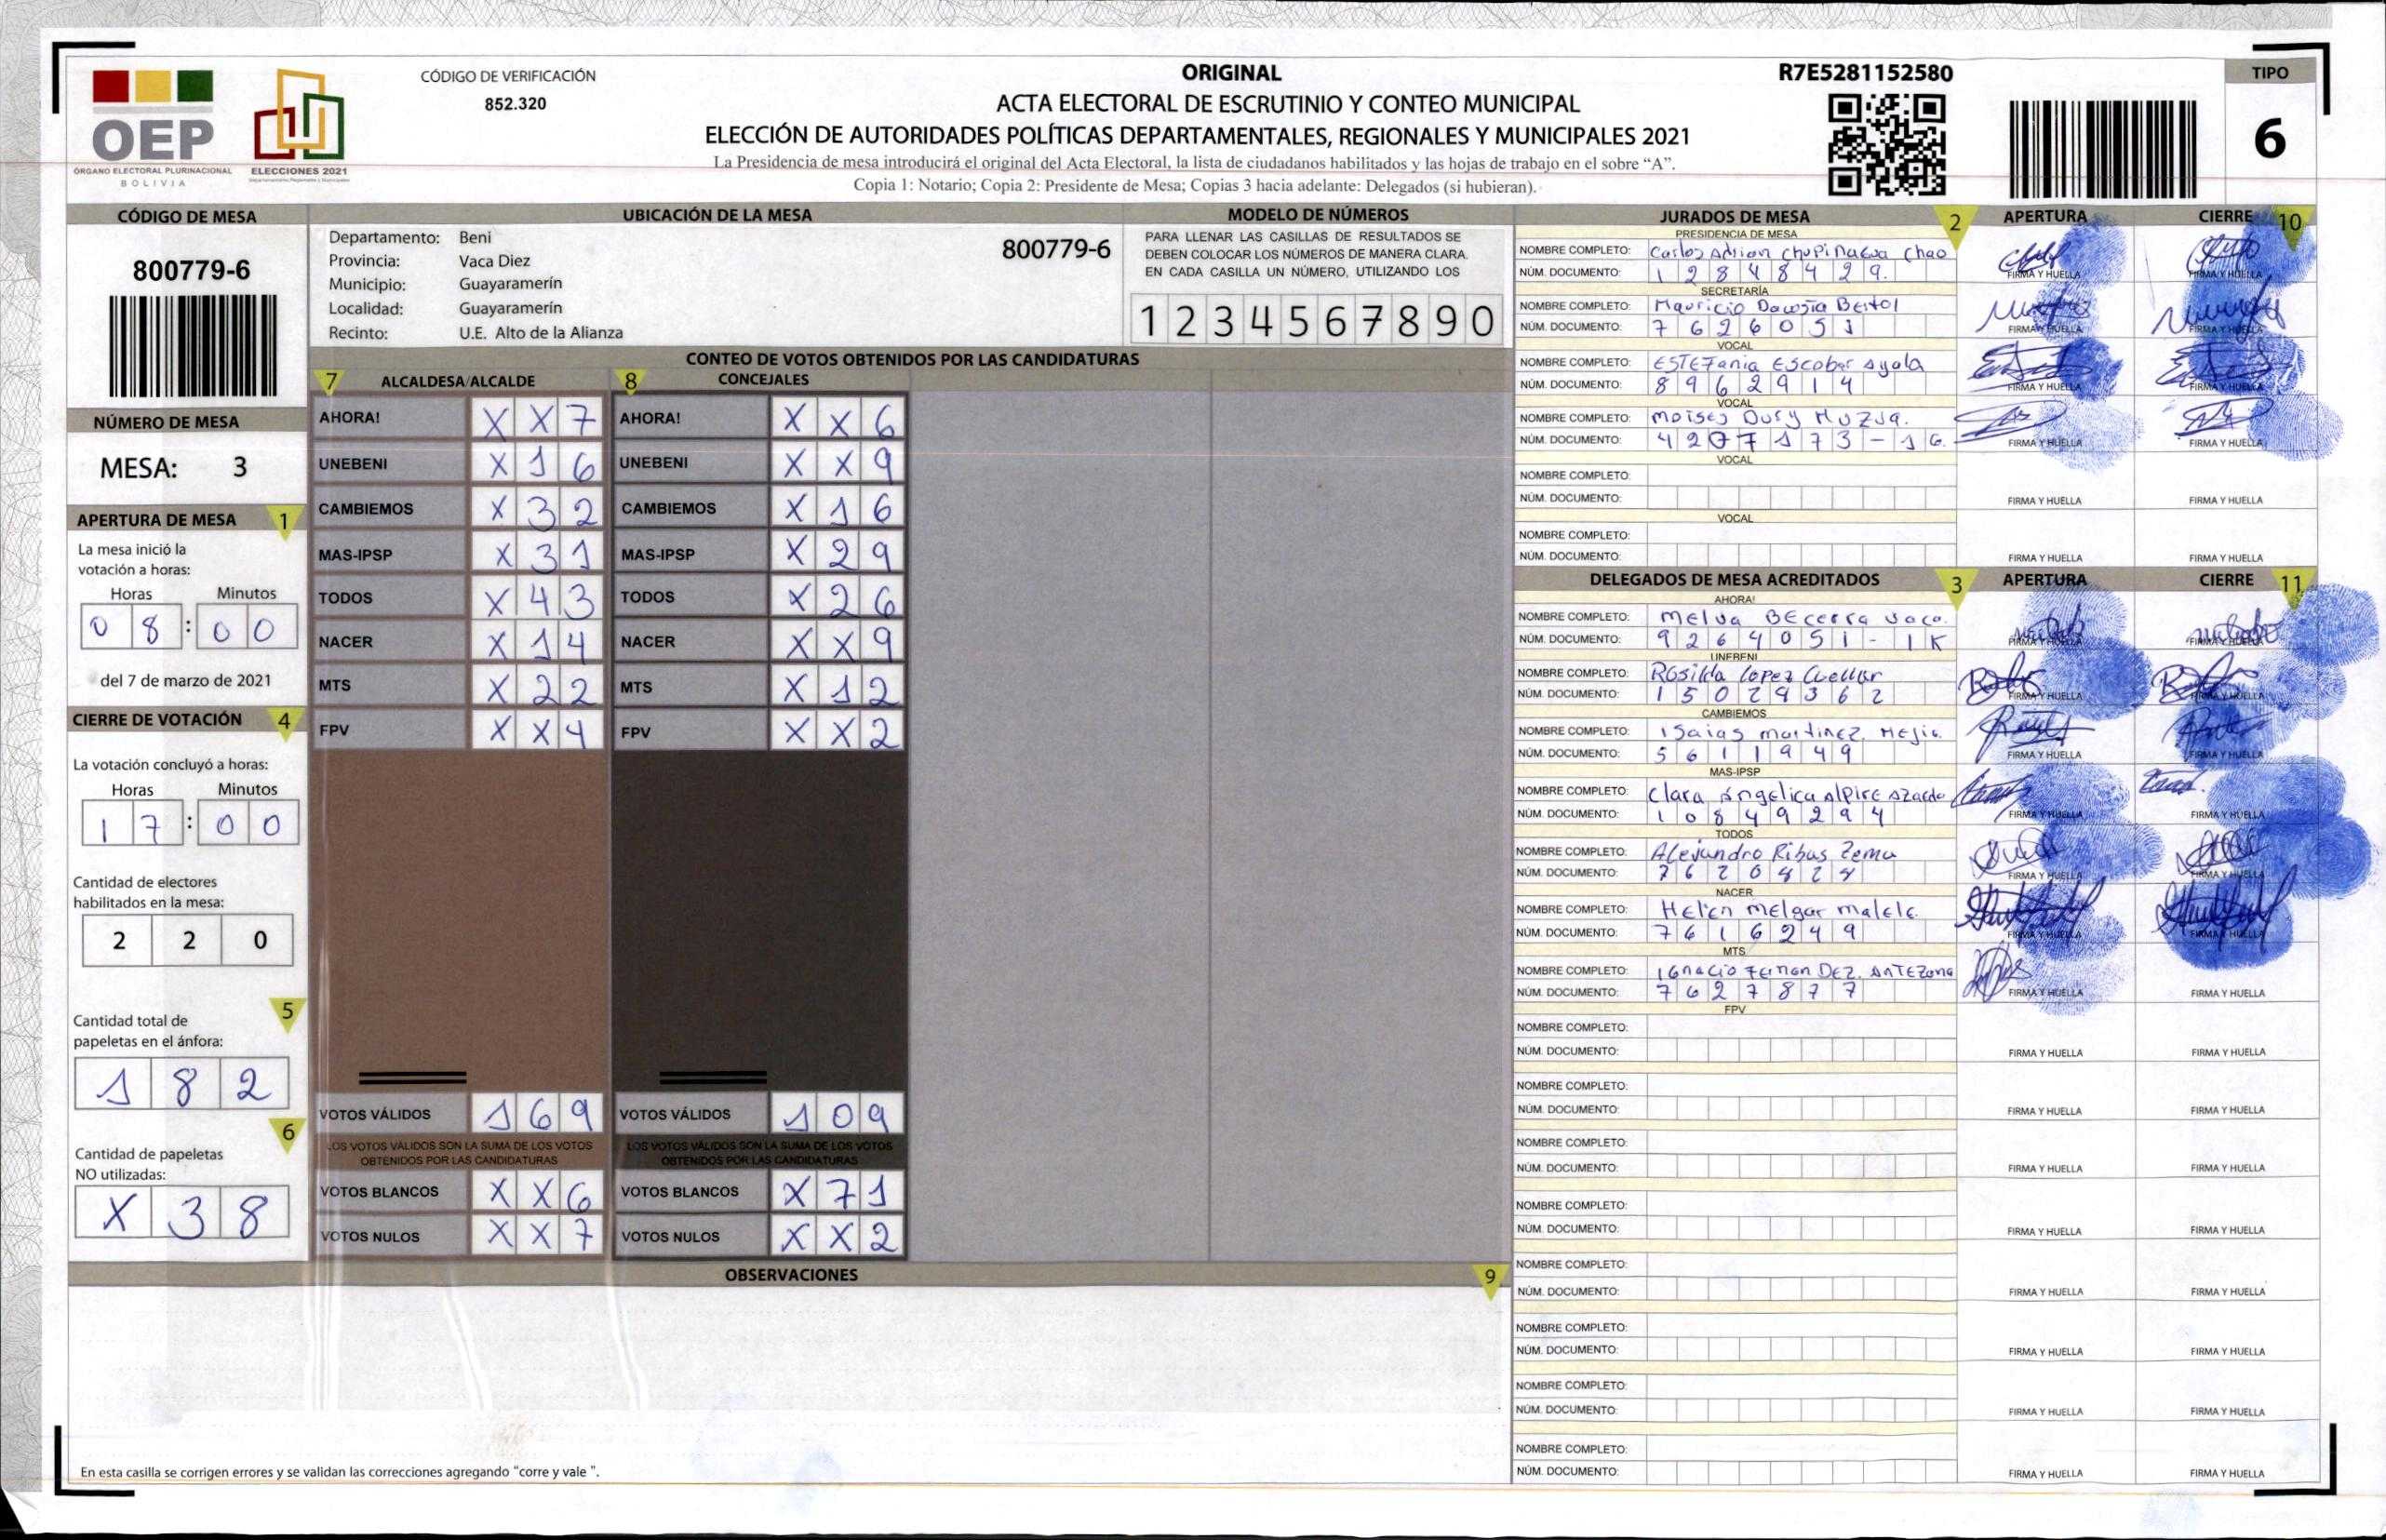 CÓDIGO DE VERIFICACIÓN
852.320
ORIGINAL
ACTA ELECTORAL DE ESCRUTINIO Y CONTEO MUNICIPAL
ELECCIÓN DE AUTORIDADES POLÍTICAS DEPARTAMENTALES, REGIONALES Y MUNICIPALES 2021
La Presidencia de mesa introducirá el original del Acta Electoral, la lista de ciudadanos habilitados y las hojas de trabajo en el sobre “A”.
Copia 1: Notario; Copia 2: Presidente de Mesa; Copias 3 hacia adelante: Delegados (si hubieran).
R7E5281152580
TIPO
6
OEP
ÓRGANO ELECTORAL PLURINACIONAL
BOLIVIA
ELECCIONES 2021
CÓDIGO DE MESA
800779-6
NÚMERO DE MESA
MESA: 3
APERTURA DE MESA 1
La mesa inició la
votación a horas:
Horas Minutos
0 8 : 0 0
del 7 de marzo de 2021
CIERRE DE VOTACIÓN 4
La votación concluyó a horas:
Horas Minutos
1 7 : 0 0
Cantidad de electores
habilitados en la mesa:
2 2 0
5
Cantidad total de
papeletas en el ánfora:
1 8 2
6
Cantidad de papeletas
NO utilizadas:
X 3 8
UBICACIÓN DE LA MESA
Departamento: Beni
Provincia: Vaca Diez
Municipio: Guayaramerín
Localidad: Guayaramerín
Recinto: U.E. Alto de la Alianza
800779-6
MODELO DE NÚMEROS
PARA LLENAR LAS CASILLAS DE RESULTADOS SE
DEBEN COLOCAR LOS NÚMEROS DE MANERA CLARA.
EN CADA CASILLA UN NÚMERO, UTILIZANDO LOS
1 2 3 4 5 6 7 8 9 0
CONTEO DE VOTOS OBTENIDOS POR LAS CANDIDATURAS
7 ALCALDESA/ALCALDE
AHORA! X X 7
UNEBENI X 1 6
CAMBIEMOS X 3 2
MAS-IPSP X 3 1
TODOS X 4 3
NACER X 1 4
MTS X 2 2
FPV X X 4
VOTOS VÁLIDOS 1 6 9
LOS VOTOS VÁLIDOS SON LA SUMA DE LOS VOTOS
OBTENIDOS POR LAS CANDIDATURAS
VOTOS BLANCOS X X 6
VOTOS NULOS X X 7
8 CONCEJALES
AHORA! X X 6
UNEBENI X X 9
CAMBIEMOS X 1 6
MAS-IPSP X 2 9
TODOS X 2 6
NACER X X 9
MTS X 1 2
FPV X X 2
VOTOS VÁLIDOS 1 0 9
LOS VOTOS VÁLIDOS SON LA SUMA DE LOS VOTOS
OBTENIDOS POR LAS CANDIDATURAS
VOTOS BLANCOS X 7 1
VOTOS NULOS X X 2
OBSERVACIONES 9
En esta casilla se corrigen errores y se validan las correcciones agregando “corre y vale ”.
JURADOS DE MESA 2 APERTURA CIERRE 10
PRESIDENCIA DE MESA
NOMBRE COMPLETO: Carlos Adrian Chupinagua Chao
NÚM. DOCUMENTO: 1 2 8 4 8 4 2 9. FIRMA Y HUELLA FIRMA Y HUELLA
SECRETARÍA
NOMBRE COMPLETO: Mauricio
NÚM. DOCUMENTO: 7 6 2 6 0 5 1 FIRMA Y HUELLA FIRMA Y HUELLA
VOCAL
NOMBRE COMPLETO: ESTEFania Escobar Ayala
NÚM. DOCUMENTO: 8 9 6 2 9 1 4 FIRMA Y HUELLA FIRMA Y HUELLA
VOCAL
NOMBRE COMPLETO: Moises
NÚM. DOCUMENTO: 4 2 0 7 1 7 3 - 1 G. FIRMA Y HUELLA FIRMA Y HUELLA
VOCAL
NOMBRE COMPLETO:
NÚM. DOCUMENTO: FIRMA Y HUELLA FIRMA Y HUELLA
VOCAL
NOMBRE COMPLETO:
NÚM. DOCUMENTO: FIRMA Y HUELLA FIRMA Y HUELLA
DELEGADOS DE MESA ACREDITADOS 3 APERTURA CIERRE 11
AHORA!
NOMBRE COMPLETO: Melva BEcerra Vaca.
NÚM. DOCUMENTO: 9 2 6 4 0 5 1 - 1 K FIRMA Y HUELLA FIRMA Y HUELLA
UNEBENI
NOMBRE COMPLETO: Rosilda Lopez Cuellar
NÚM. DOCUMENTO: 1 5 0 2 9 3 6 2 FIRMA Y HUELLA FIRMA Y HUELLA
CAMBIEMOS
NOMBRE COMPLETO: Isaias martinez. Mejia.
NÚM. DOCUMENTO: 5 6 1 1 9 4 9 FIRMA Y HUELLA FIRMA Y HUELLA
MAS-IPSP
NOMBRE COMPLETO: Clara Angelica Alpire
NÚM. DOCUMENTO: 1 0 8 4 9 2 9 4 FIRMA Y HUELLA FIRMA Y HUELLA
TODOS
NOMBRE COMPLETO: Alejandro Ribas
NÚM. DOCUMENTO: 7 6 2 0 4 2 4 FIRMA Y HUELLA FIRMA Y HUELLA
NACER
NOMBRE COMPLETO: Helen Melgar Malele.
NÚM. DOCUMENTO: 7 6 1 6 2 4 9 FIRMA Y HUELLA FIRMA Y HUELLA
MTS
NOMBRE COMPLETO: Ignacio FernanDEZ. ANTEZana
NÚM. DOCUMENTO: 7 6 2 7 8 7 7 FIRMA Y HUELLA FIRMA Y HUELLA
FPV
NOMBRE COMPLETO:
NÚM. DOCUMENTO: FIRMA Y HUELLA FIRMA Y HUELLA
NOMBRE COMPLETO:
NÚM. DOCUMENTO: FIRMA Y HUELLA FIRMA Y HUELLA
NOMBRE COMPLETO:
NÚM. DOCUMENTO: FIRMA Y HUELLA FIRMA Y HUELLA
NOMBRE COMPLETO:
NÚM. DOCUMENTO: FIRMA Y HUELLA FIRMA Y HUELLA
NOMBRE COMPLETO:
NÚM. DOCUMENTO: FIRMA Y HUELLA FIRMA Y HUELLA
NOMBRE COMPLETO:
NÚM. DOCUMENTO: FIRMA Y HUELLA FIRMA Y HUELLA
NOMBRE COMPLETO:
NÚM. DOCUMENTO: FIRMA Y HUELLA FIRMA Y HUELLA
NOMBRE COMPLETO:
NÚM. DOCUMENTO: FIRMA Y HUELLA FIRMA Y HUELLA